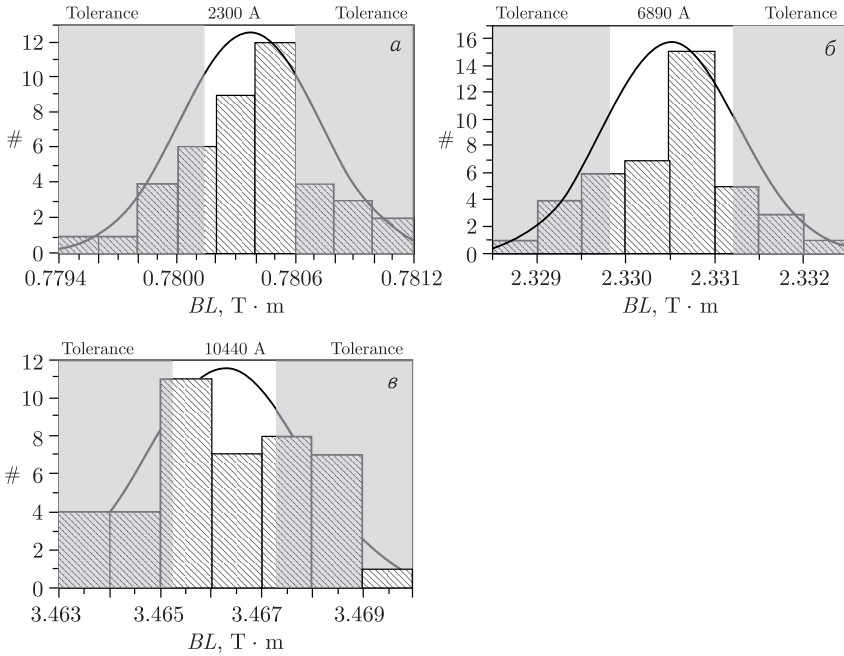 Tolerance 2300 A Tolerance
а
12
10
8
6
4
2
0
#
0.7794 0.7800 0.7806 0.7812
BL, T · m
Tolerance 6890 A Tolerance
б
16
14
12
10
8
6
4
2
0
#
2.329 2.330 2.331 2.332
BL, T · m
Tolerance 10440 A Tolerance
в
12
10
8
6
4
2
0
#
3.463 3.465 3.467 3.469
BL, T · m